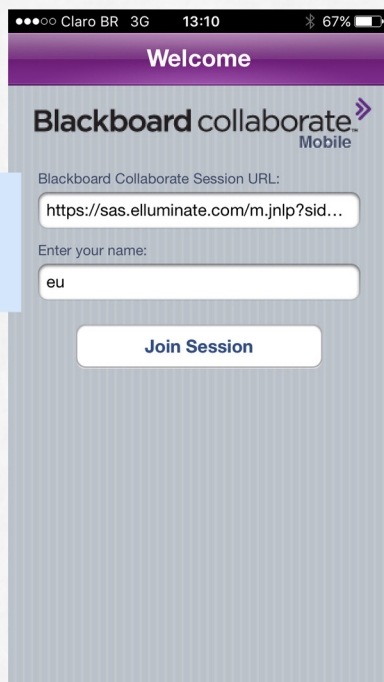 Claro BR 3G 13:10 67%
Welcome
Blackboard collaborate™
Mobile
Blackboard Collaborate Session URL:
https://sas.elluminate.com/m.jnlp?sid...
Enter your name:
eu
Join Session